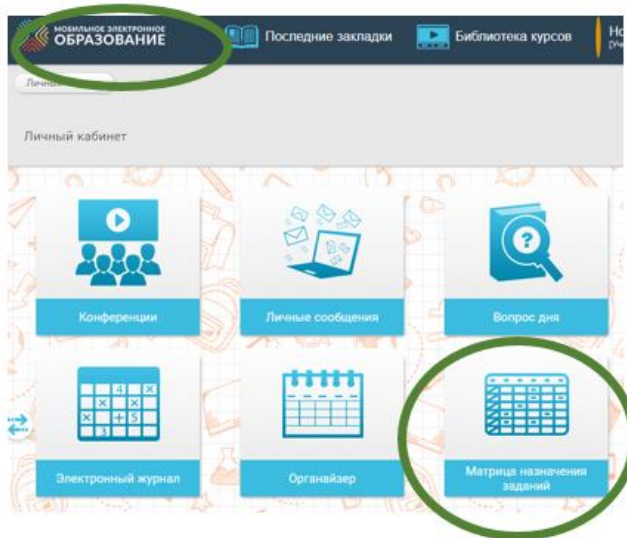 МОБИЛЬНОЕ ЭЛЕКТРОННОЕ
ОБРАЗОВАНИЕ
Последние закладки
Библиотека курсов
Личный кабинет
Конференции
Личные сообщения
Вопрос дня
Электронный журнал
Органайзер
Матрица назначения
заданий